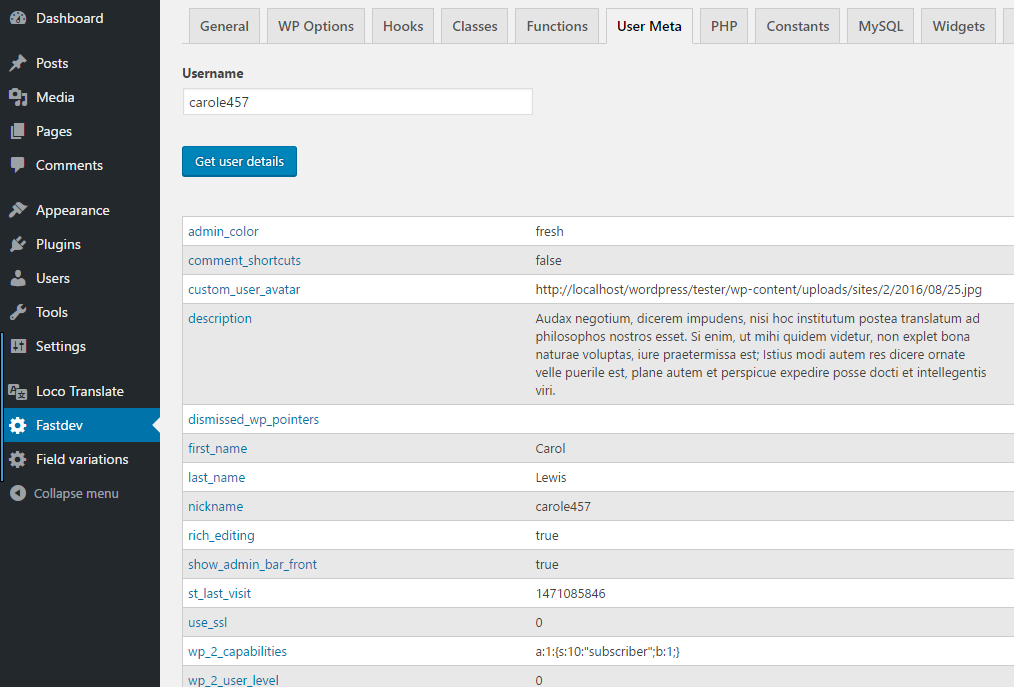 Dashboard
Posts
Media
Pages
Comments
Appearance
Plugins
Users
Tools
Settings
Loco Translate
Fastdev
Field variations
Collapse menu
General WP Options Hooks Classes Functions User Meta PHP Constants MySQL Widgets
Username
carole457
Get user details
admin_color fresh
comment_shortcuts false
custom_user_avatar http://localhost/wordpress/tester/wp-content/uploads/sites/2/2016/08/25.jpg
description Audax negotium, dicerem impudens, nisi hoc institutum postea translatum ad
philosophos nostros esset. Si enim, ut mihi quidem videtur, non explet bona
naturae voluptas, iure praetermissa est; Istius modi autem res dicere ornate
velle puerile est, plane autem et perspicue expedire posse docti et intellegentis
viri.
dismissed_wp_pointers
first_name Carol
last_name Lewis
nickname carole457
rich_editing true
show_admin_bar_front true
st_last_visit 1471085846
use_ssl 0
wp_2_capabilities a:1:{s:10:"subscriber";b:1;}
wp_2_user_level 0